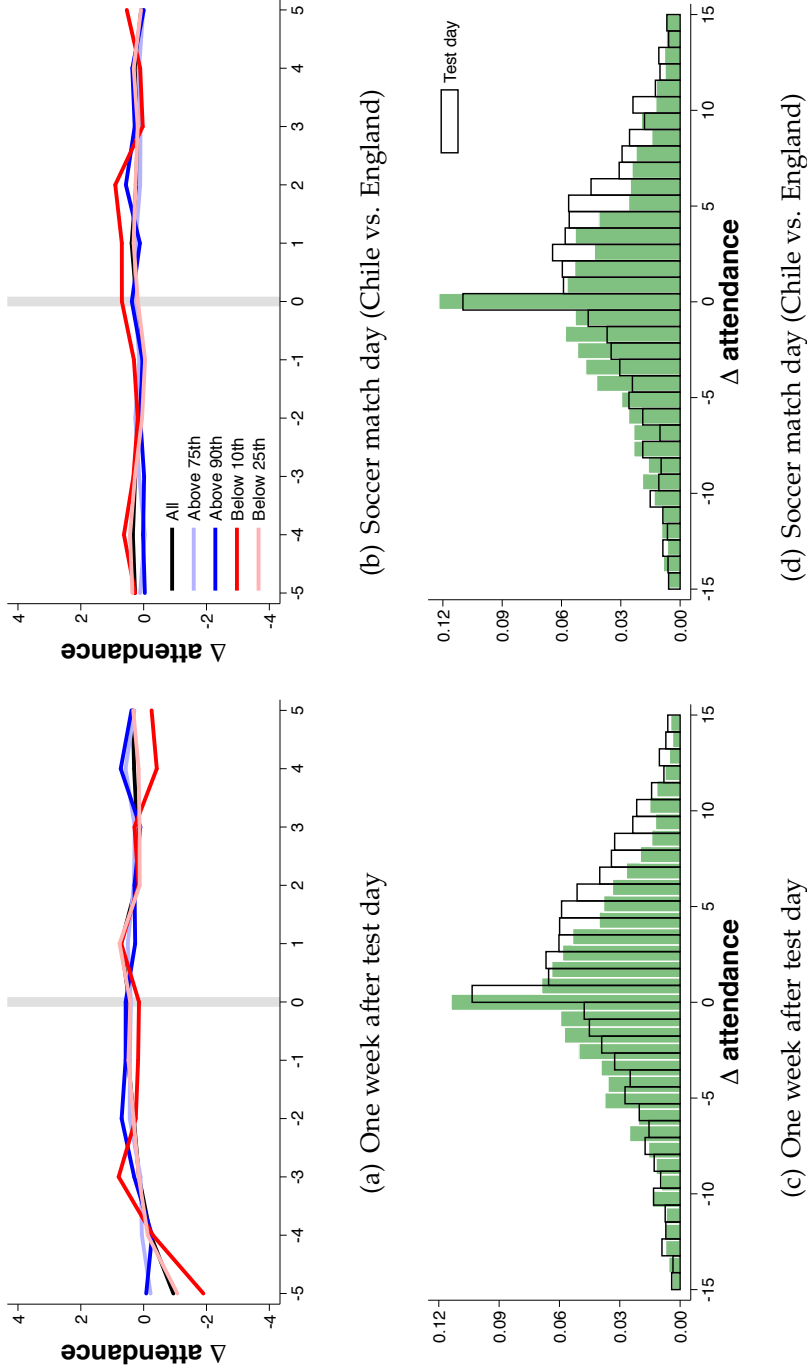 Δ attendance
4
2
0
-2
-4
-5 -4 -3 -2 -1 0 1 2 3 4 5
(a) One week after test day
Δ attendance
4
2
0
-2
-4
All
Above 75th
Above 90th
Below 10th
Below 25th
-5 -4 -3 -2 -1 0 1 2 3 4 5
(b) Soccer match day (Chile vs. England)
0.12
0.09
0.06
0.03
0.00
-15 -10 -5 0 5 10 15
Δ attendance
(c) One week after test day
0.12
0.09
0.06
0.03
0.00
Test day
-15 -10 -5 0 5 10 15
Δ attendance
(d) Soccer match day (Chile vs. England)